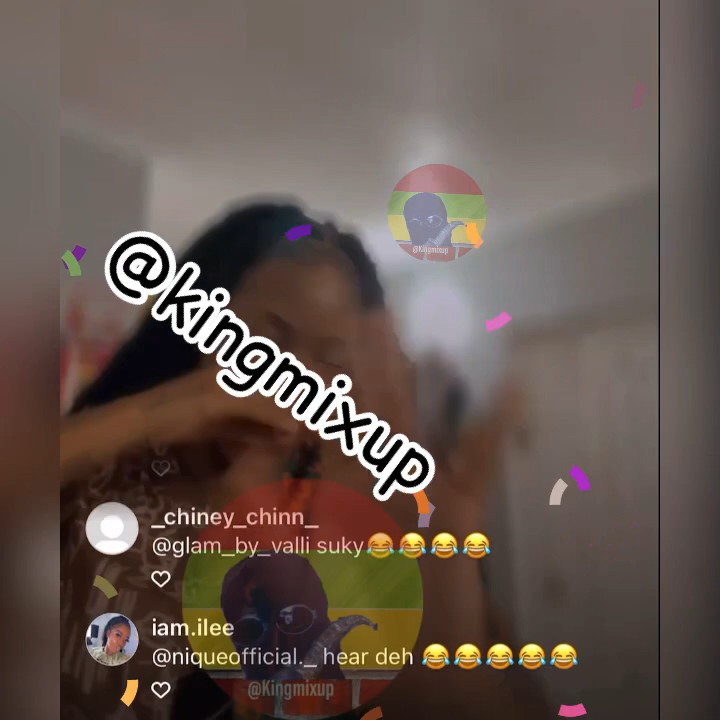 @Kingmixup
@kingmixup
_chiney_chinn_
@glam_by_valli suky😂😂😂😂
iam.ilee
@niqueofficial._ hear deh 😂😂😂😂😂
@Kingmixup